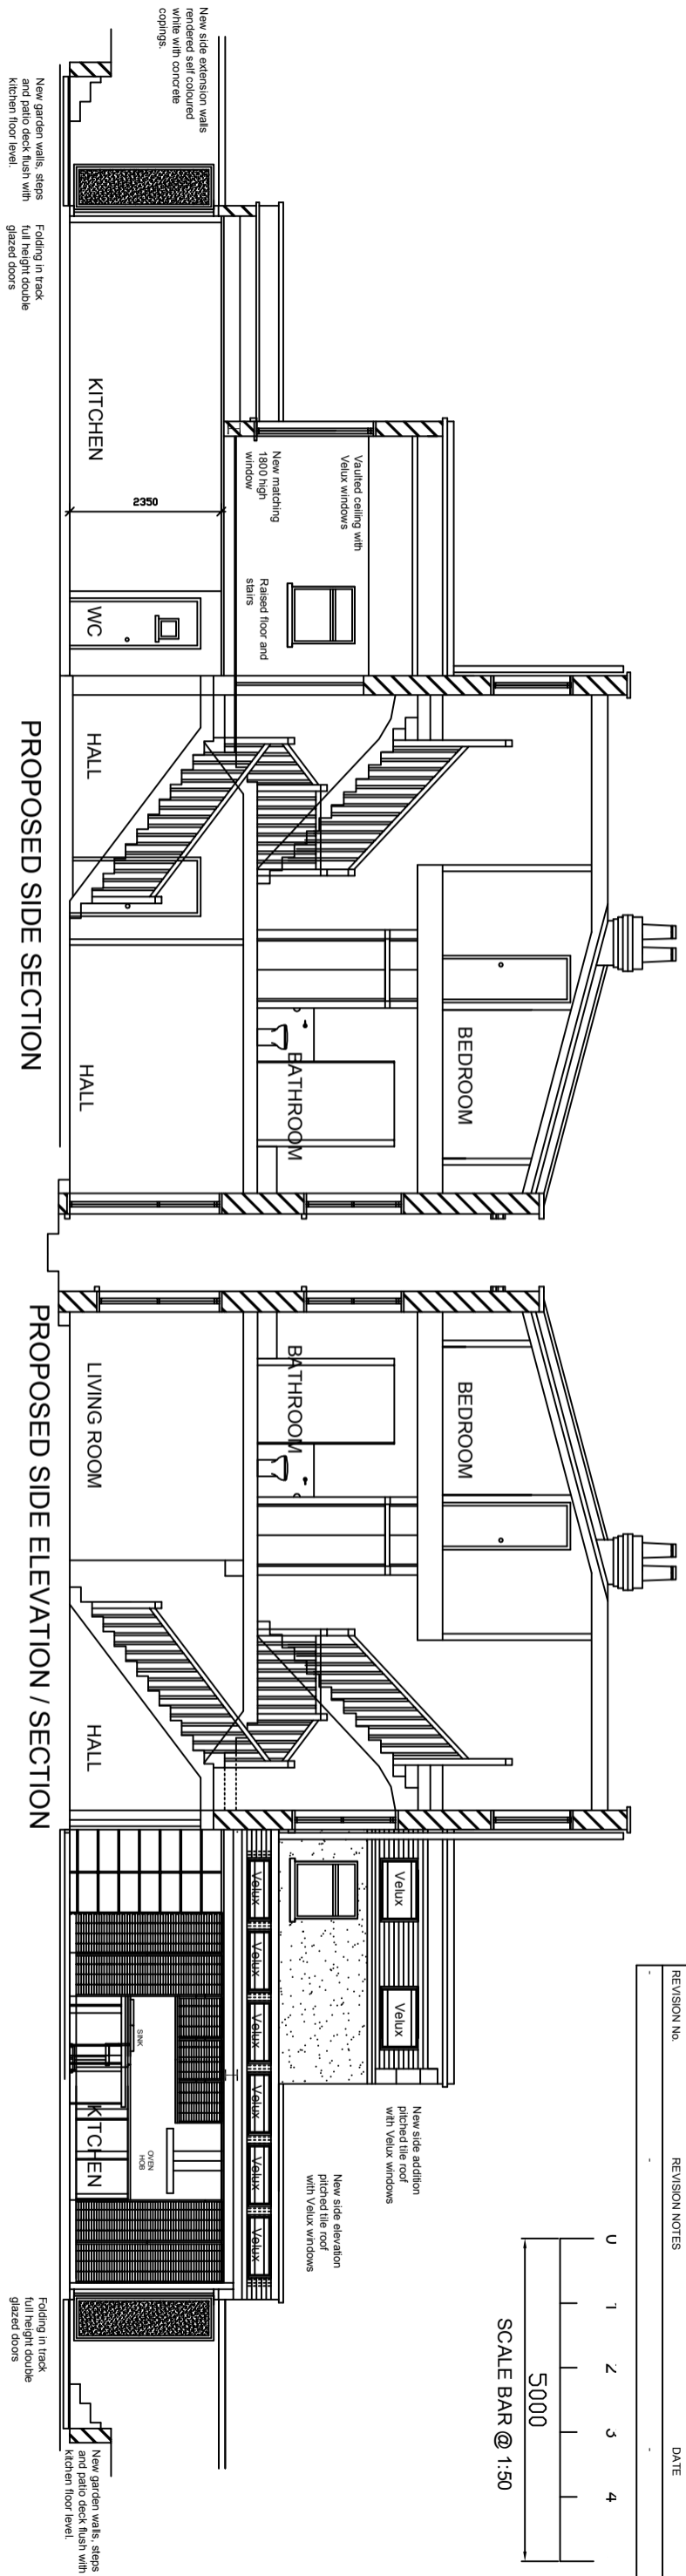 New side extension walls
rendered self coloured
white with concrete
copings.
New garden walls, steps
and patio deck flush with
kitchen floor level.
Folding in track
full height double
glazed doors
KITCHEN
2350
Vaulted ceiling with
Velux windows
New matching
1800 high
window
Raised floor and
stairs
WC
HALL
HALL
BATHROOM
BEDROOM
PROPOSED SIDE SECTION
LIVING ROOM
BATHROOM
BEDROOM
HALL
Velux
Velux
Velux
Velux
Velux
Velux
Velux
Velux
SINK
OVEN
HOB
KITCHEN
New side addition
pitched tile roof
with Velux windows
New side elevation
pitched tile roof
with Velux windows
Folding in track
full height double
glazed doors
New garden walls, steps
and patio deck flush with
kitchen floor level.
PROPOSED SIDE ELEVATION / SECTION
0 1 2 3 4
5000
SCALE BAR @ 1:50
REVISION No. REVISION NOTES DATE
- - -